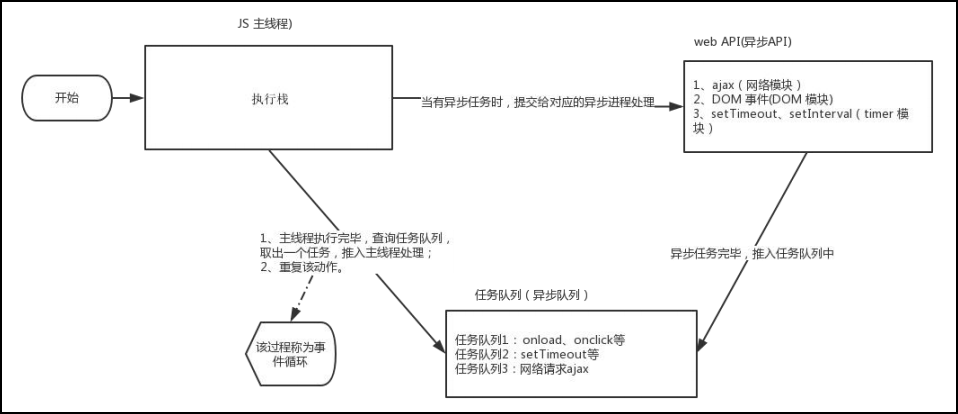 JS 主线程)
web API(异步API)
开始
执行栈
当有异步任务时，提交给对应的异步进程处理
1、ajax（网络模块）
2、DOM 事件(DOM 模块)
3、setTimeout、setInterval（timer 模
块）
1、主线程执行完毕，查询任务队列，
取出一个任务，推入主线程处理；
2、重复该动作。
异步任务完毕，推入任务队列中
任务队列（异步队列）
该过程称为事
件循环
任务队列1：onload、onclick等
任务队列2：setTimeout等
任务队列3：网络请求ajax